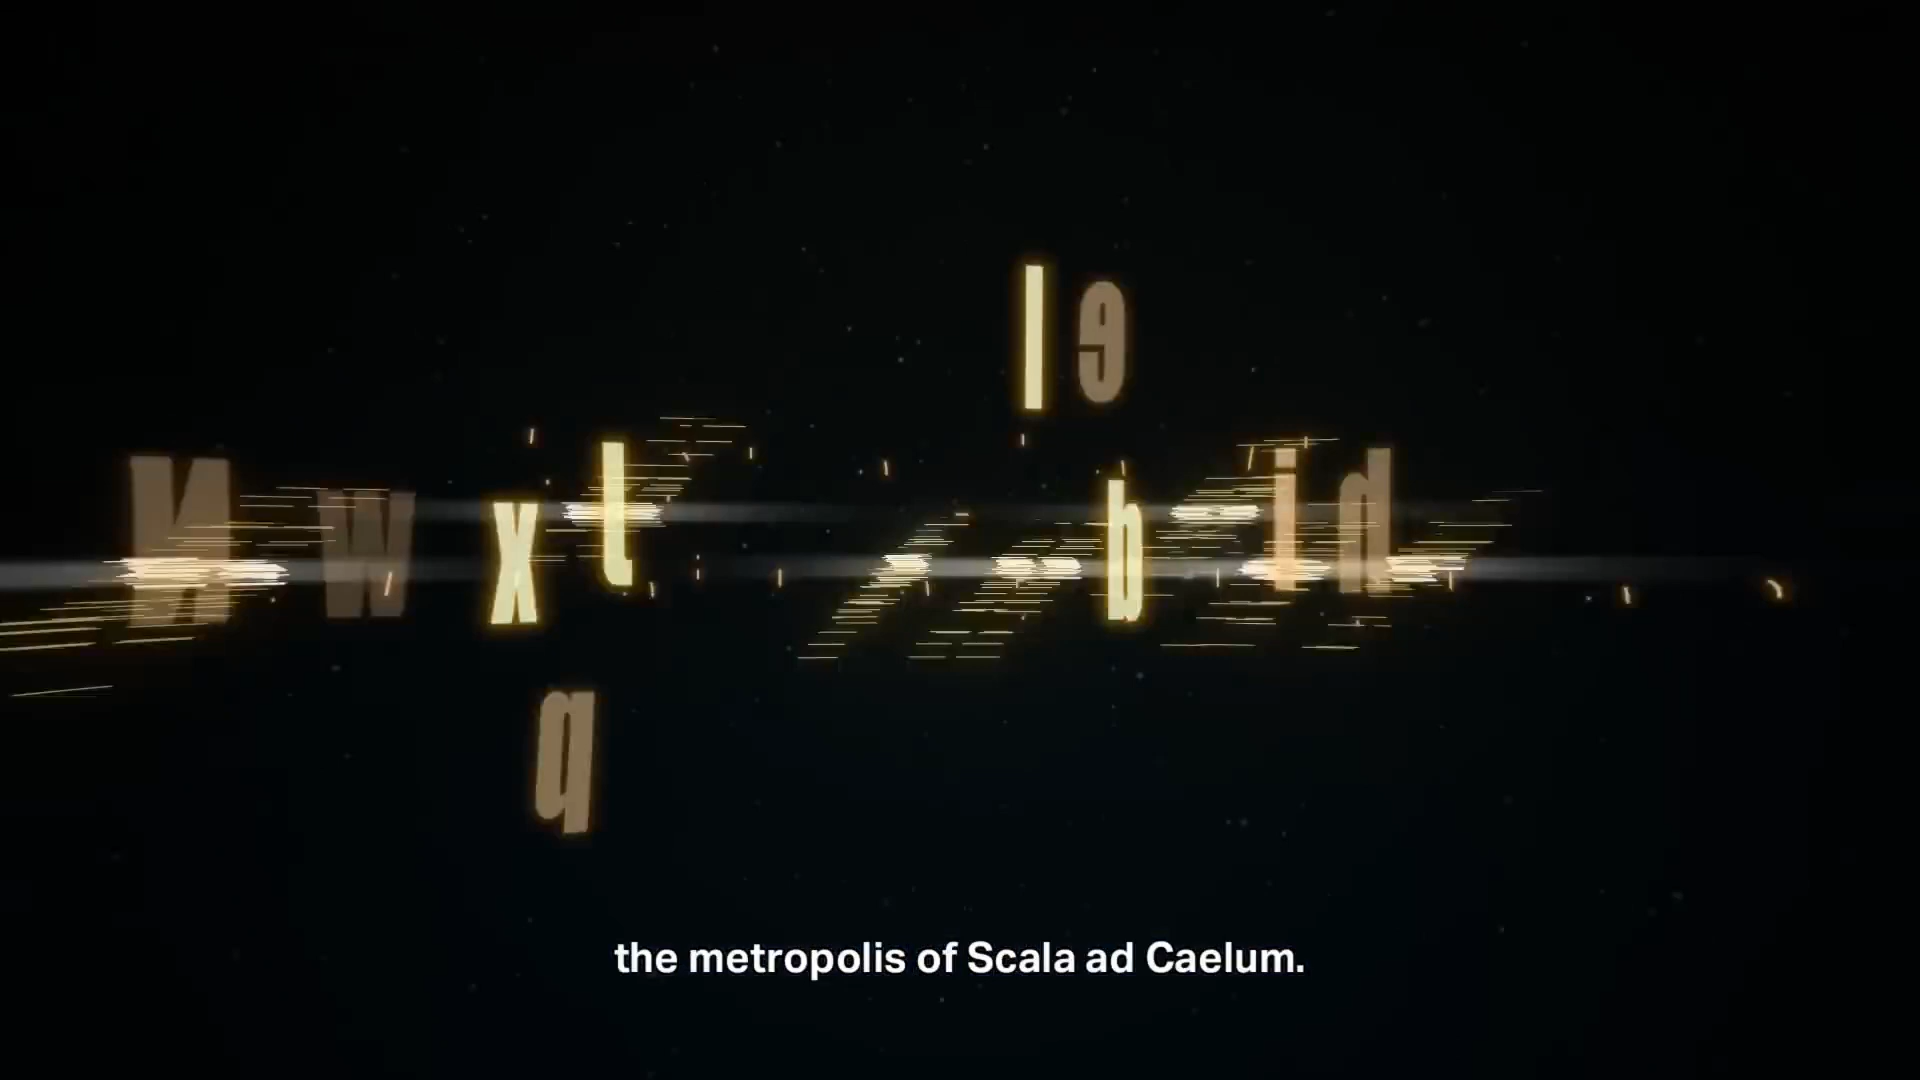 l e
N w x t b i d
q
the metropolis of Scala ad Caelum.